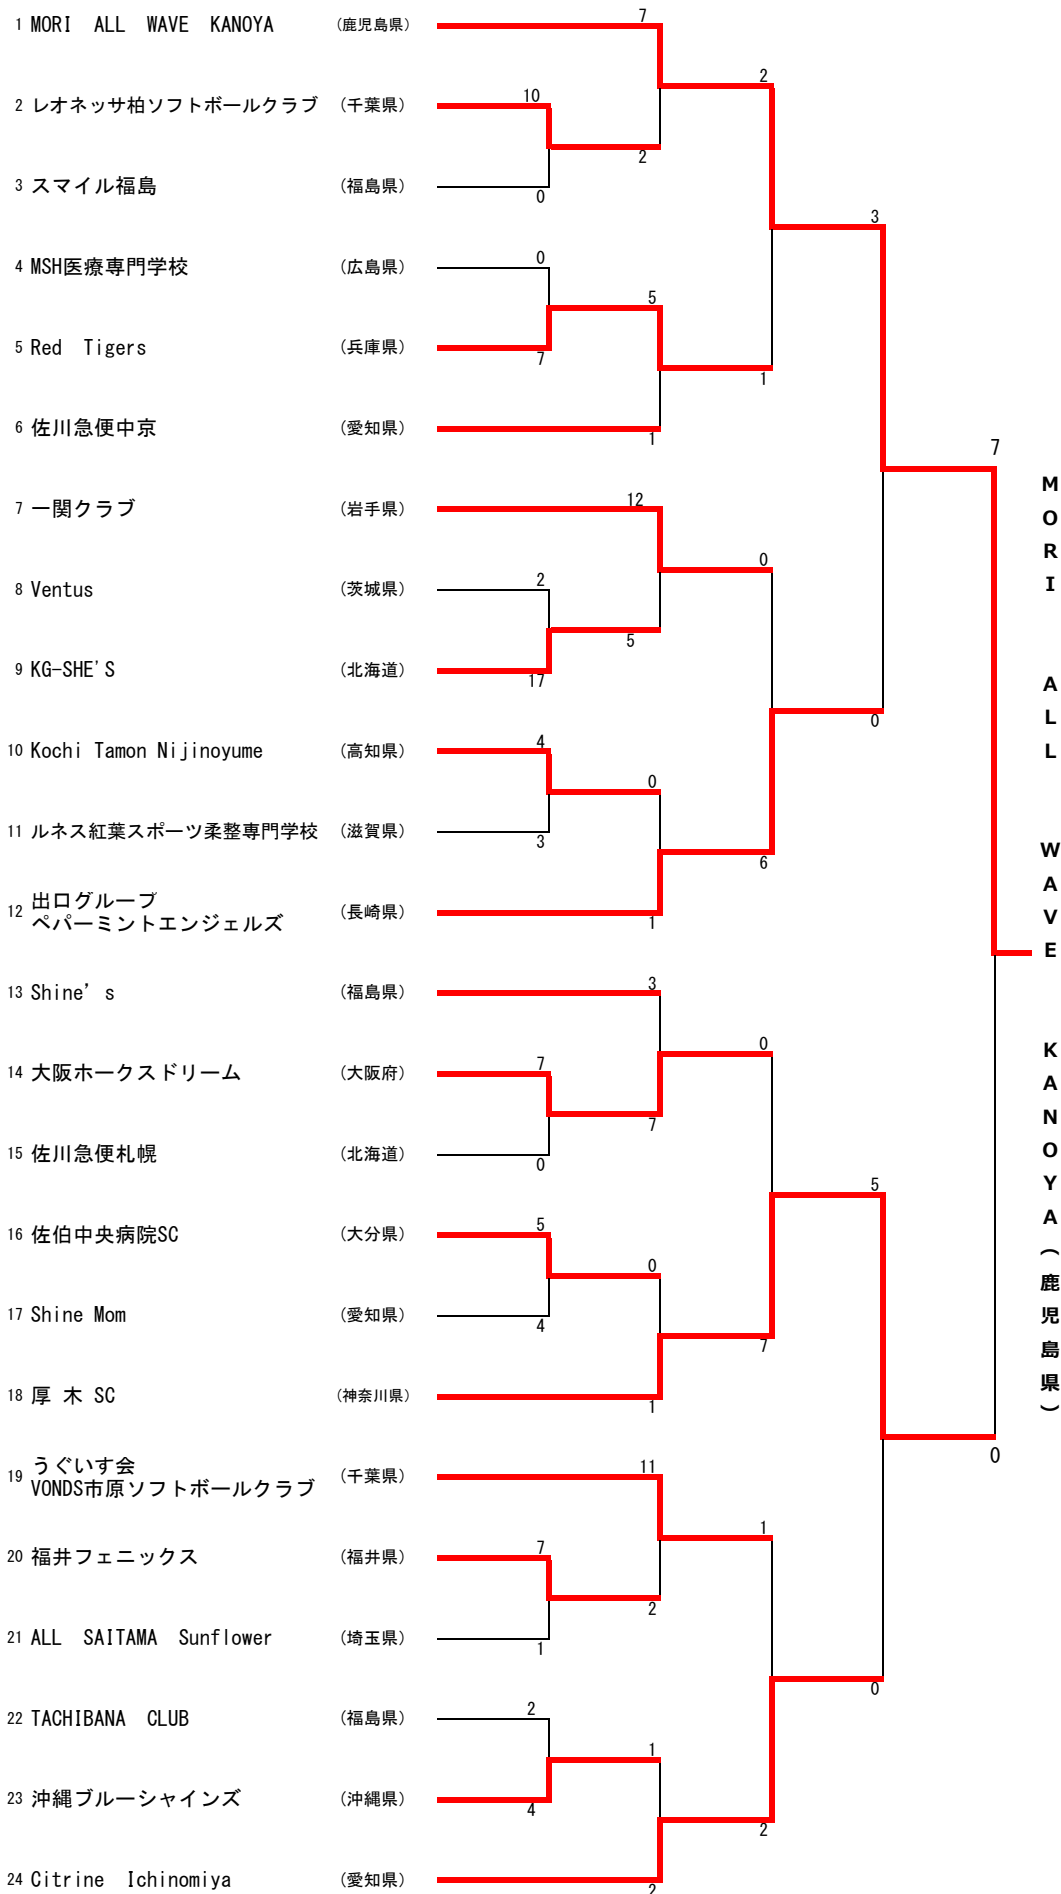 1 MORI ALL WAVE KANOYA (鹿児島県)
7
2
2 レオネッサ柏ソフトボールクラブ (千葉県)
10
2
3 スマイル福島 (福島県)
0
3
4 MSH医療専門学校 (広島県)
0
5
5 Red Tigers (兵庫県)
7
1
6 佐川急便中京 (愛知県)
1
7
7 一関クラブ (岩手県)
12
0
8 Ventus (茨城県)
2
5
9 KG-SHE'S (北海道)
17
0
10 Kochi Tamon Nijinoyume (高知県)
4
0
11 ルネス紅葉スポーツ柔整専門学校 (滋賀県)
3
6
12 出口グループ
ペパーミントエンジェルズ (長崎県)
1
13 Shine's (福島県)
3
0
14 大阪ホークスドリーム (大阪府)
7
7
15 佐川急便札幌 (北海道)
0
5
16 佐伯中央病院SC (大分県)
5
0
17 Shine Mom (愛知県)
4
7
18 厚 木 SC (神奈川県)
1
0
19 うぐいす会
VONDS市原ソフトボールクラブ (千葉県)
11
1
20 福井フェニックス (福井県)
7
2
21 ALL SAITAMA Sunflower (埼玉県)
1
0
22 TACHIBANA CLUB (福島県)
2
1
23 沖縄ブルーシャインズ (沖縄県)
4
2
24 Citrine Ichinomiya (愛知県)
2
MORI ALL WAVE KANOYA(鹿児島県)